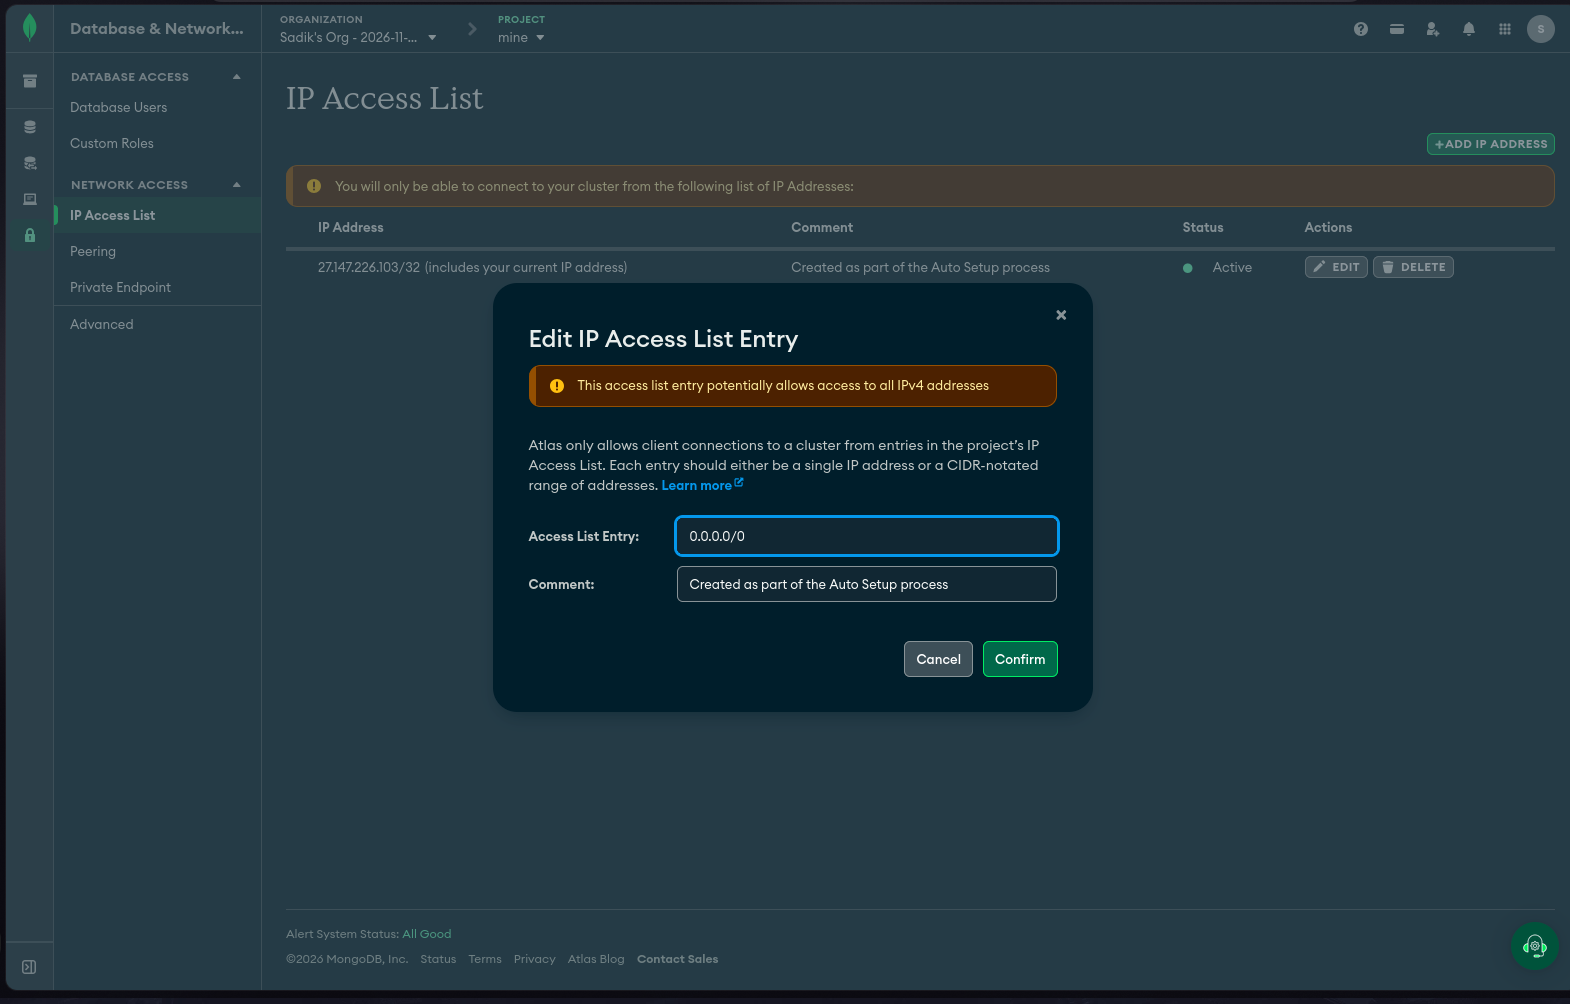 Database & Network...
ORGANIZATION
Sadik's Org - 2026-11-...
PROJECT
mine
S
DATABASE ACCESS
Database Users
Custom Roles
NETWORK ACCESS
IP Access List
Peering
Private Endpoint
Advanced
IP Access List
+ADD IP ADDRESS
You will only be able to connect to your cluster from the following list of IP Addresses:
IP Address Comment Status Actions
27.147.226.103/32 (includes your current IP address) Created as part of the Auto Setup process Active EDIT DELETE
Edit IP Access List Entry
This access list entry potentially allows access to all IPv4 addresses
Atlas only allows client connections to a cluster from entries in the project's IP
Access List. Each entry should either be a single IP address or a CIDR-notated
range of addresses. Learn more
Access List Entry: 0.0.0.0/0
Comment: Created as part of the Auto Setup process
Cancel Confirm
Alert System Status: All Good
©2026 MongoDB, Inc. Status Terms Privacy Atlas Blog Contact Sales